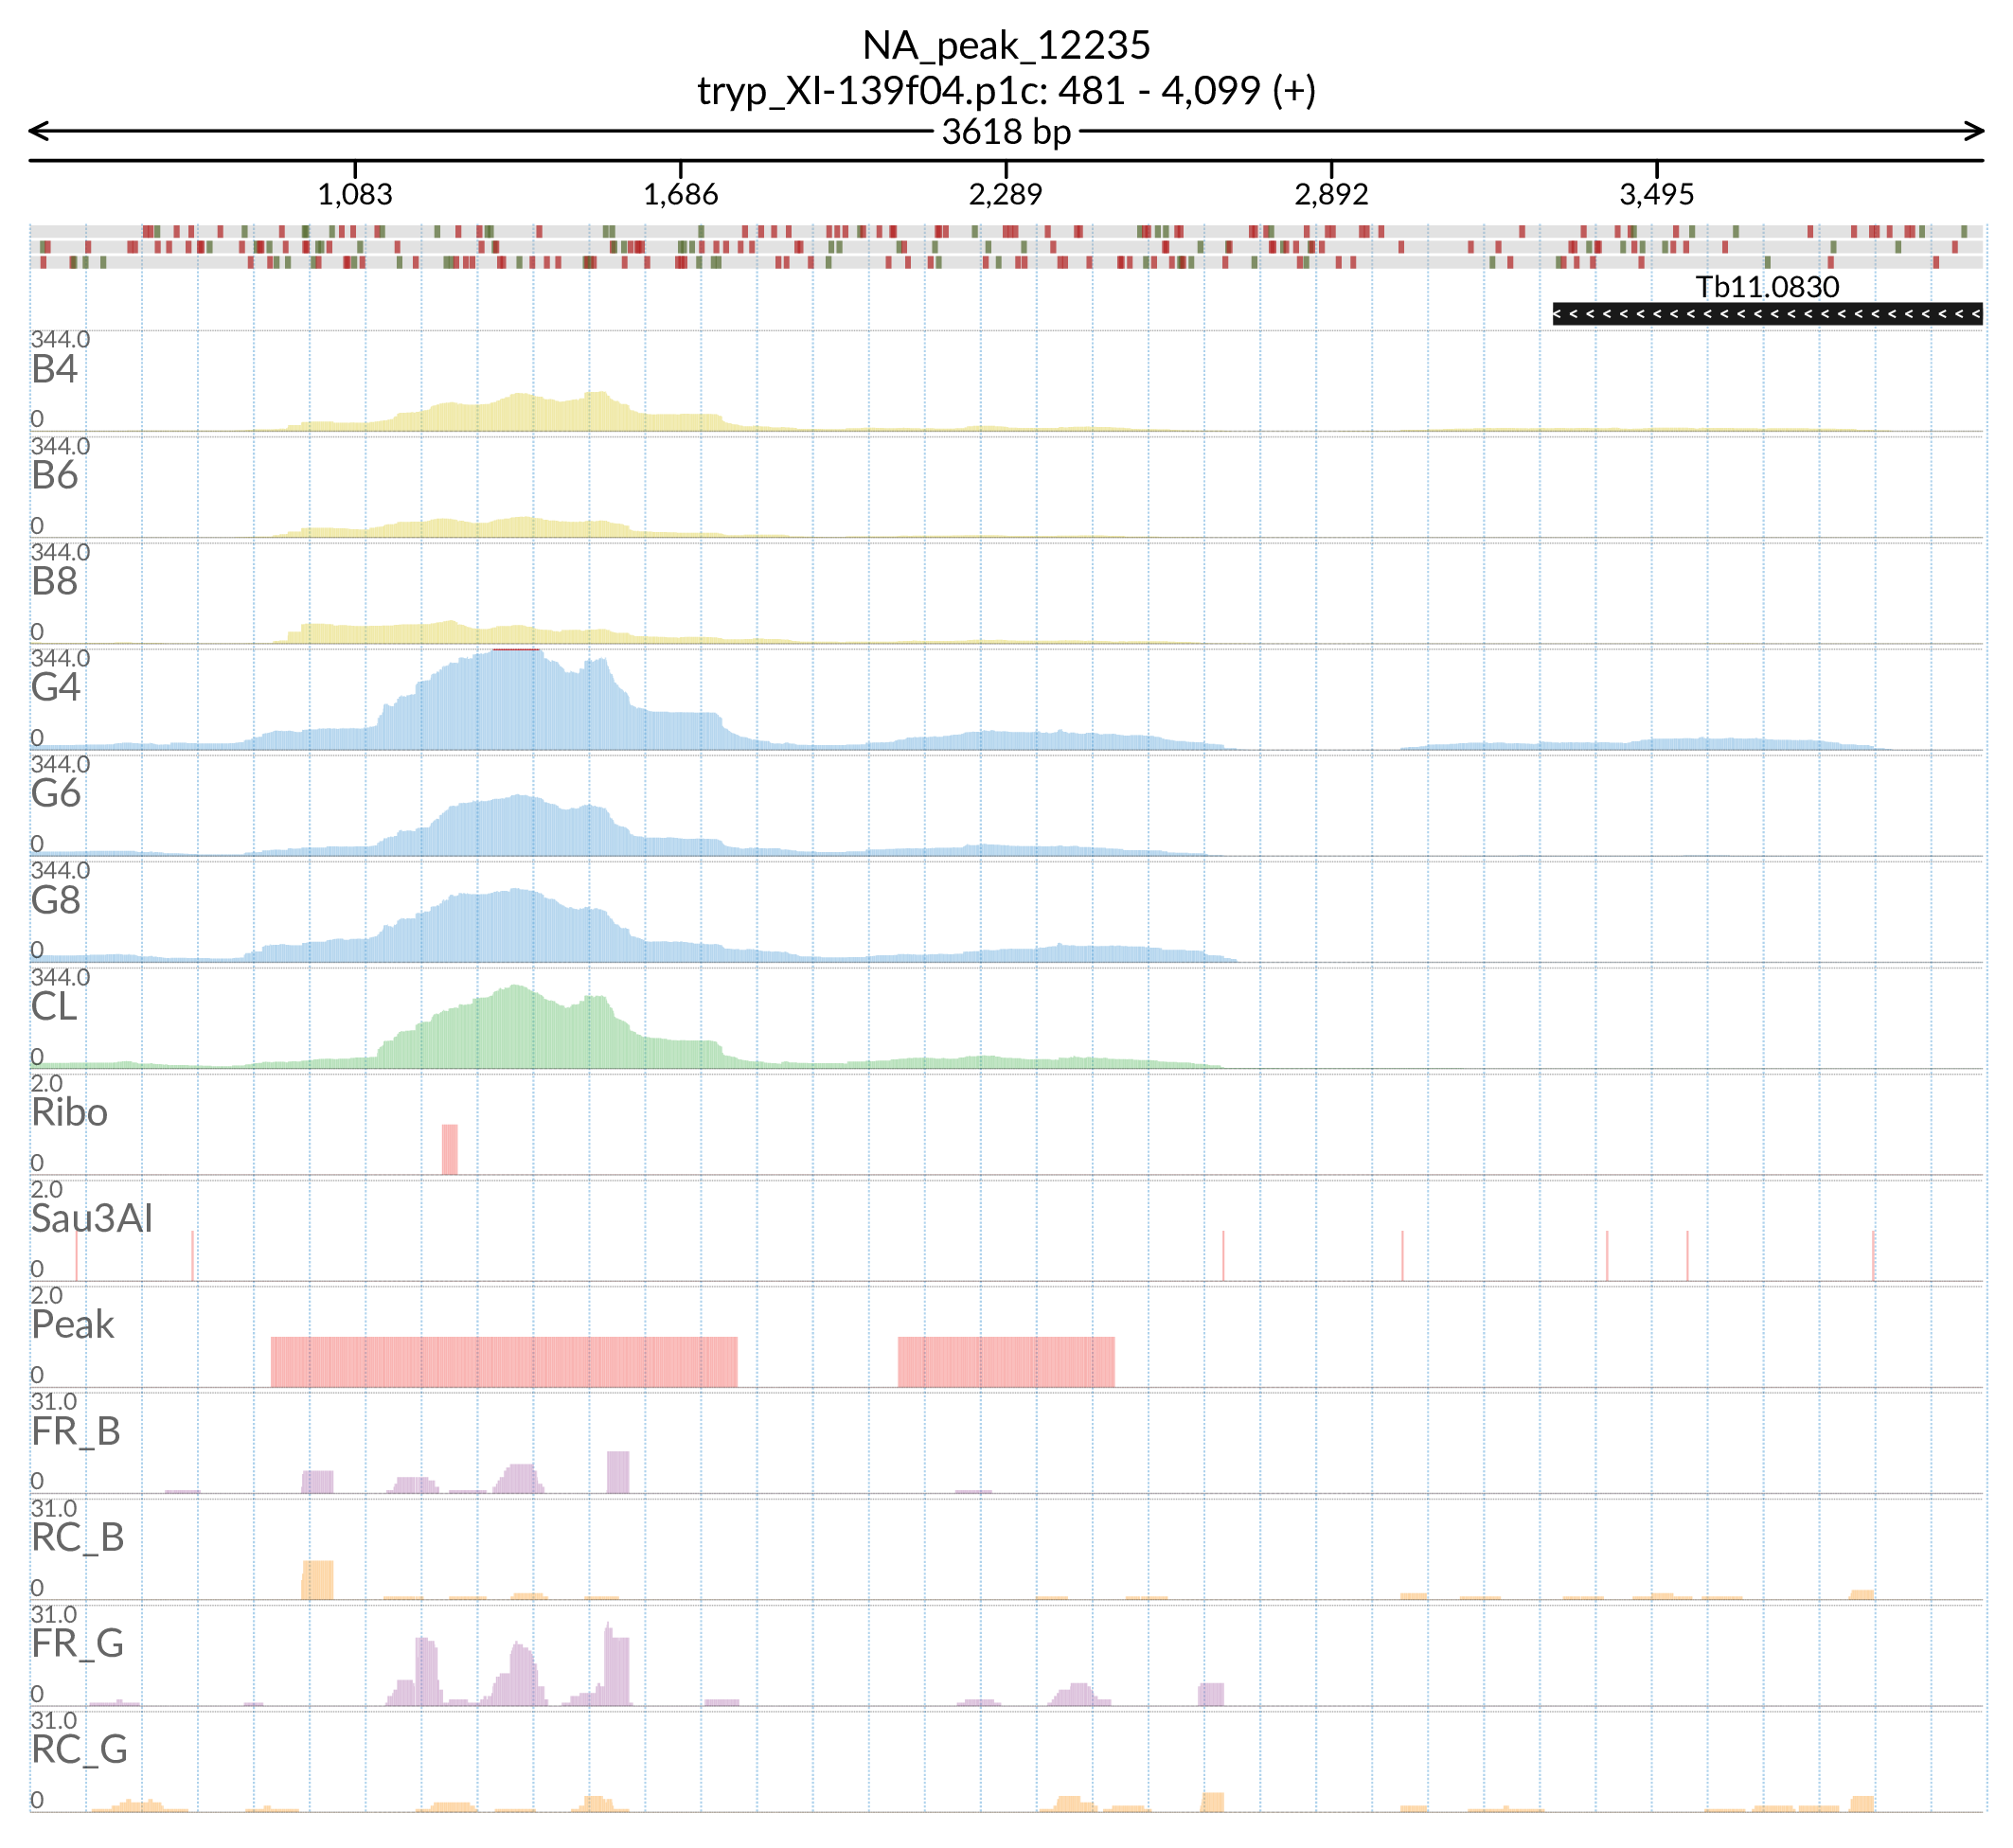 NA_peak_12235
tryp_XI-139f04.p1c: 481 - 4,099 (+)
3618 bp
1,083 1,686 2,289 2,892 3,495
Tb11.0830
344.0
B4
0
344.0
B6
0
344.0
B8
0
344.0
G4
0
344.0
G6
0
344.0
G8
0
344.0
CL
0
2.0
Ribo
0
2.0
Sau3AI
0
2.0
Peak
0
31.0
FR_B
0
31.0
RC_B
0
31.0
FR_G
0
31.0
RC_G
0